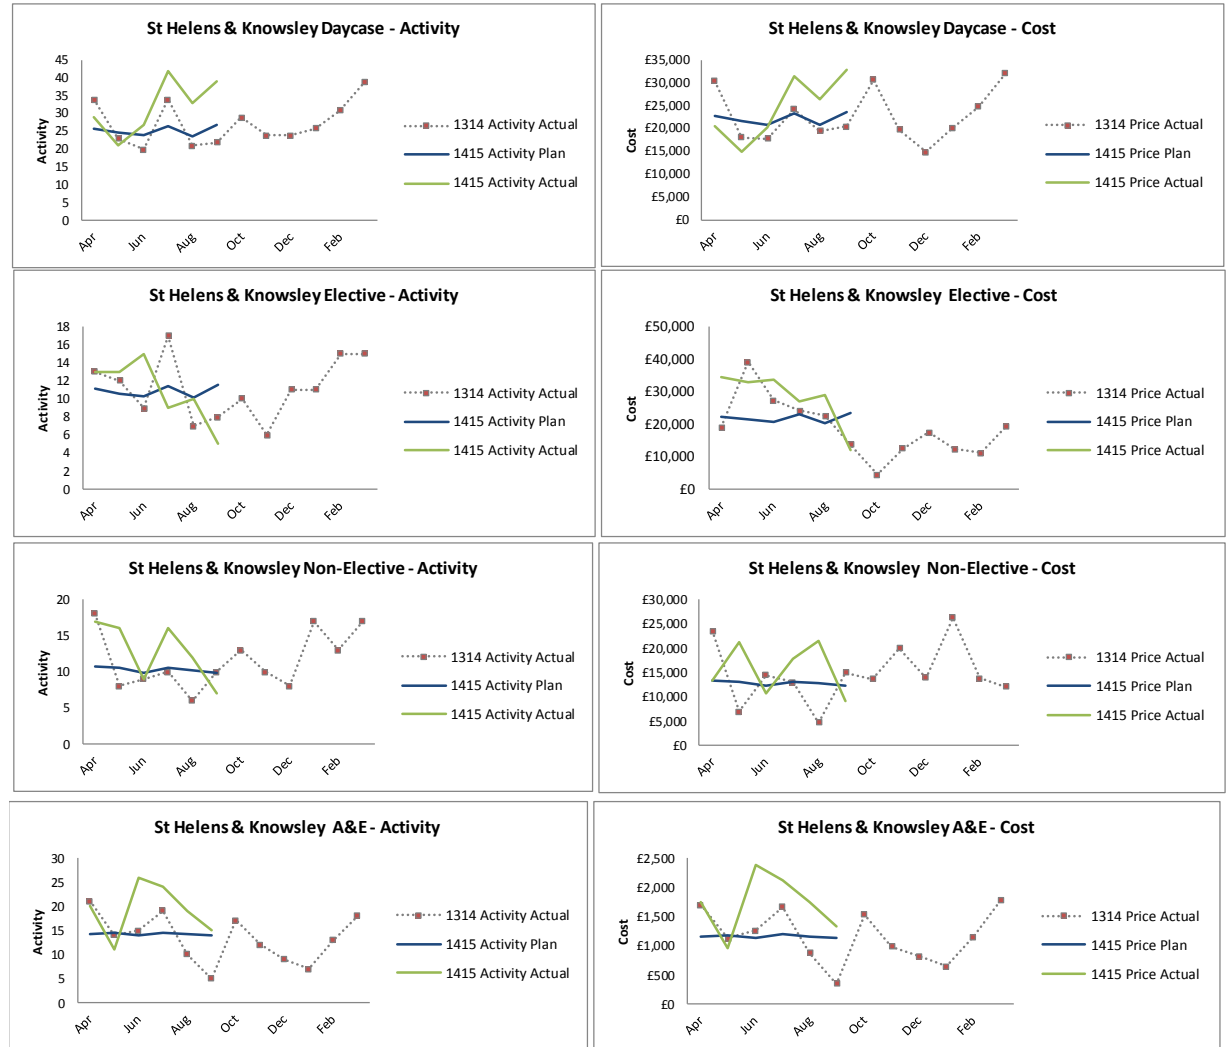 St Helens & Knowsley Daycase - Activity
45
40
35
30
25
20
15
10
5
0
Activity
Apr
Jun
Aug
Oct
Dec
Feb
1314 Activity Actual
1415 Activity Plan
1415 Activity Actual
St Helens & Knowsley Daycase - Cost
£35,000
£30,000
£25,000
£20,000
£15,000
£10,000
£5,000
£0
Cost
Apr
Jun
Aug
Oct
Dec
Feb
1314 Price Actual
1415 Price Plan
1415 Price Actual
St Helens & Knowsley Elective - Activity
18
16
14
12
10
8
6
4
2
0
Activity
Apr
Jun
Aug
Oct
Dec
Feb
1314 Activity Actual
1415 Activity Plan
1415 Activity Actual
St Helens & Knowsley Elective - Cost
£50,000
£40,000
£30,000
£20,000
£10,000
£0
Cost
Apr
Jun
Aug
Oct
Dec
Feb
1314 Price Actual
1415 Price Plan
1415 Price Actual
St Helens & Knowsley Non-Elective - Activity
20
15
10
5
0
Activity
Apr
Jun
Aug
Oct
Dec
Feb
1314 Activity Actual
1415 Activity Plan
1415 Activity Actual
St Helens & Knowsley Non-Elective - Cost
£30,000
£25,000
£20,000
£15,000
£10,000
£5,000
£0
Cost
Apr
Jun
Aug
Oct
Dec
Feb
1314 Price Actual
1415 Price Plan
1415 Price Actual
St Helens & Knowsley A&E - Activity
30
25
20
15
10
5
0
Activity
Apr
Jun
Aug
Oct
Dec
Feb
1314 Activity Actual
1415 Activity Plan
1415 Activity Actual
St Helens & Knowsley A&E - Cost
£2,500
£2,000
£1,500
£1,000
£500
£0
Cost
Apr
Jun
Aug
Oct
Dec
Feb
1314 Price Actual
1415 Price Plan
1415 Price Actual